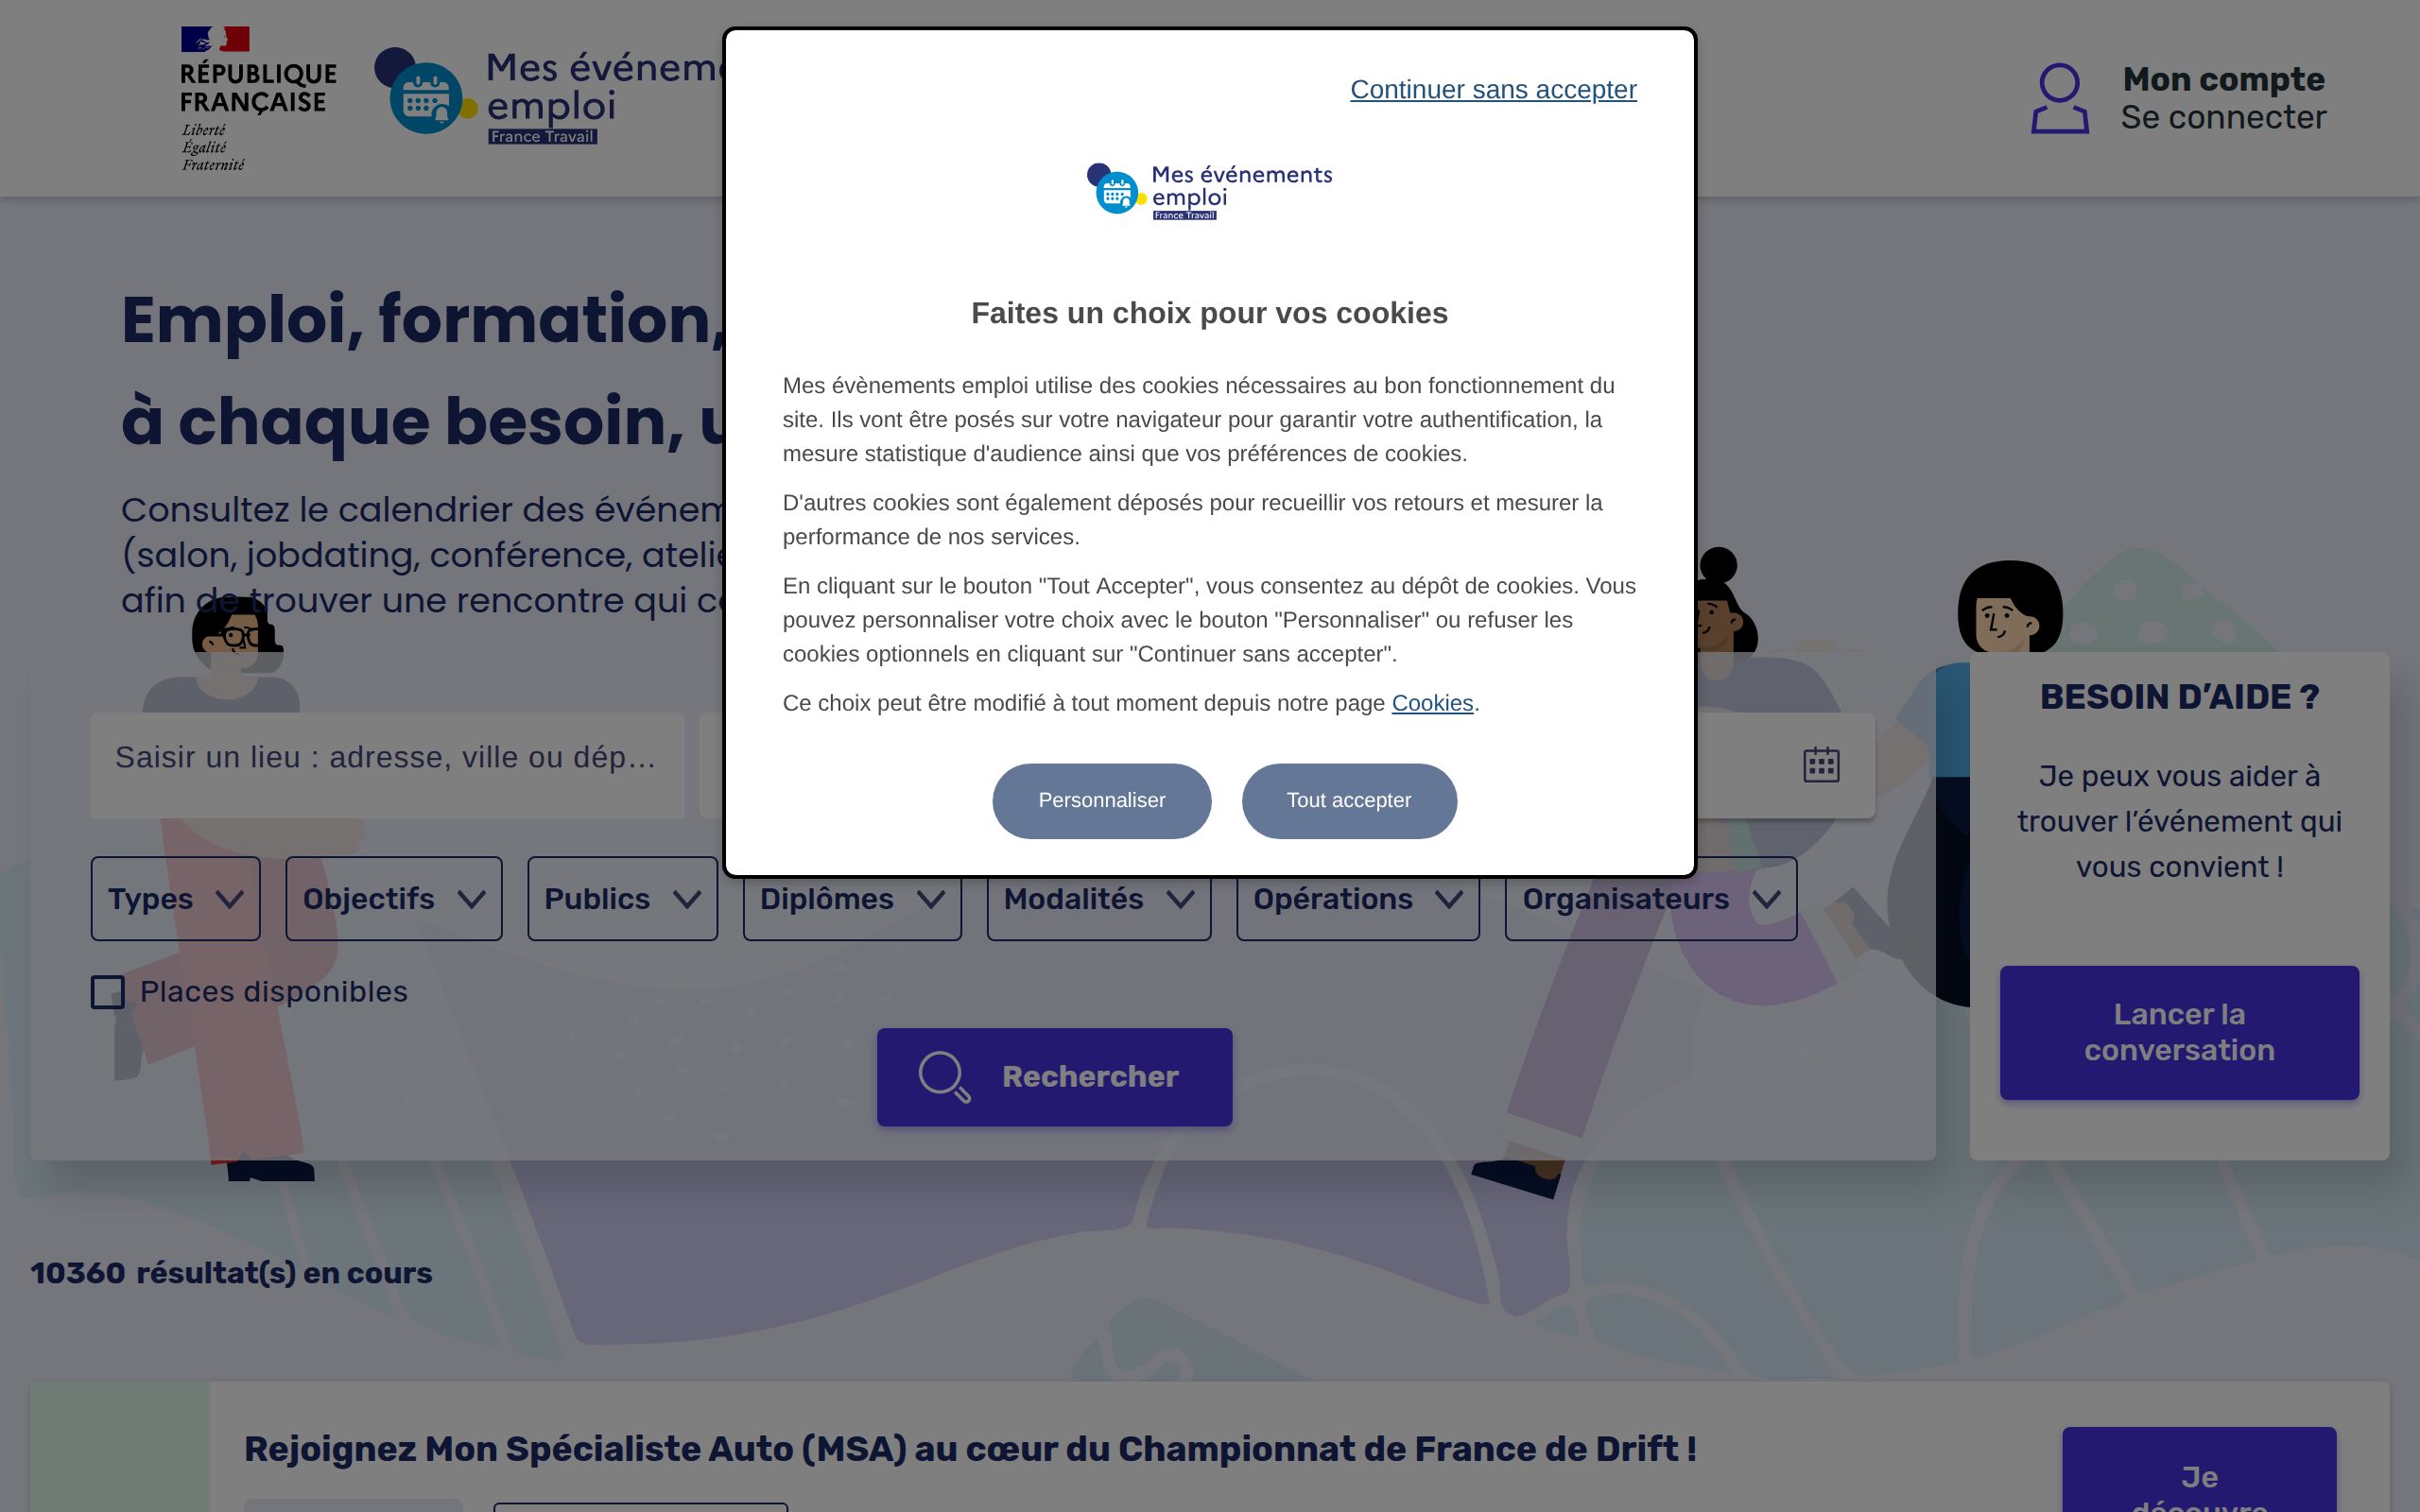 RÉPUBLIQUE
FRANÇAISE
Liberté
Égalité
Fraternité
Mes événem
emploi
France Travail
Mon compte
Se connecter
Continuer sans accepter
Mes événements
emploi
France Travail
Faites un choix pour vos cookies
Mes évènements emploi utilise des cookies nécessaires au bon fonctionnement du
site. Ils vont être posés sur votre navigateur pour garantir votre authentification, la
mesure statistique d'audience ainsi que vos préférences de cookies.
D'autres cookies sont également déposés pour recueillir vos retours et mesurer la
performance de nos services.
En cliquant sur le bouton "Tout Accepter", vous consentez au dépôt de cookies. Vous
pouvez personnaliser votre choix avec le bouton "Personnaliser" ou refuser les
cookies optionnels en cliquant sur "Continuer sans accepter".
Ce choix peut être modifié à tout moment depuis notre page Cookies.
Personnaliser
Tout accepter
Emploi, formation,
à chaque besoin,
Consultez le calendrier des événem
(salon, jobdating, conférence, atelie
afin de trouver une rencontre qui c
Saisir un lieu : adresse, ville ou dép...
Types
Objectifs
Publics
Diplômes
Modalités
Opérations
Organisateurs
Places disponibles
Rechercher
BESOIN D’AIDE ?
Je peux vous aider à
trouver l’événement qui
vous convient !
Lancer la
conversation
10360 résultat(s) en cours
Rejoignez Mon Spécialiste Auto (MSA) au cœur du Championnat de France de Drift !
Je
découvre